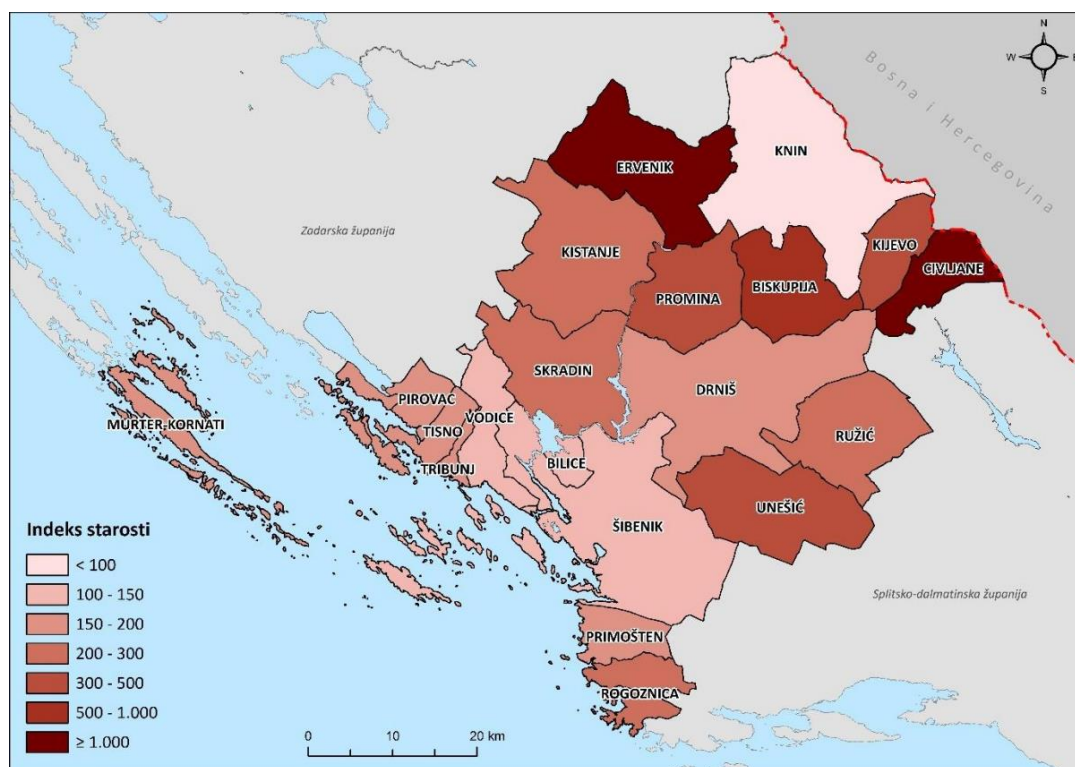 N
W
E
S
Bosna i Hercegovina
KNIN
ERVENIK
Zadarska županija
KISTANJE
KIJEVO
CIVLJANE
PROMINA
BISKUPIJA
SKRADIN
DRNIŠ
PIROVAC
VODICE
MURTER-KORNATI
TISNO
RUŽIĆ
TRIBUNJ
BILICE
UNEŠIĆ
ŠIBENIK
Indeks starosti
< 100
100 - 150
150 - 200
200 - 300
300 - 500
500 - 1.000
≥ 1.000
Splitsko-dalmatinska županija
PRIMOŠTEN
ROGOZNICA
0 10 20 km